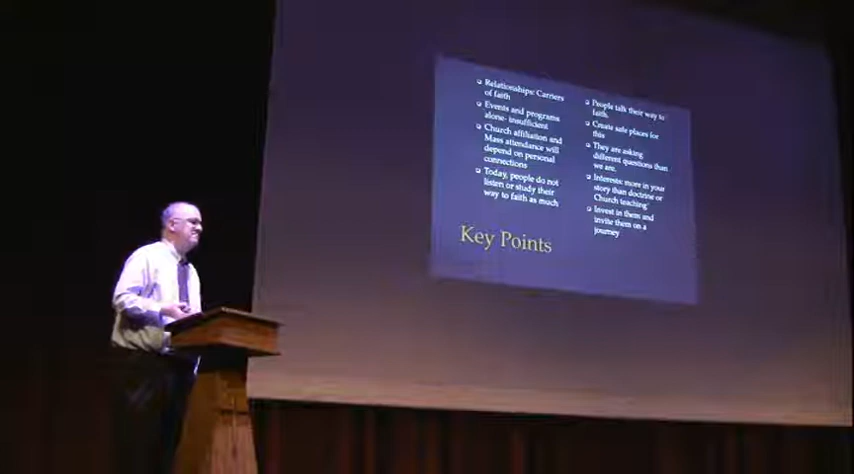 ❑ Relationships: Carriers
of faith
❑ Events and programs
alone- insufficient
❑ Church affiliation and
Mass attendance will
depend on personal
connections
❑ Today, people do not
listen or study their
way to faith as much
❑ People talk their way to
faith.
❑ Create safe places for
this
❑ They are asking
different questions than
we are.
❑ Interests: more in your
story than doctrine or
Church teaching
❑ Invest in them and
invite them on a
journey
Key Points